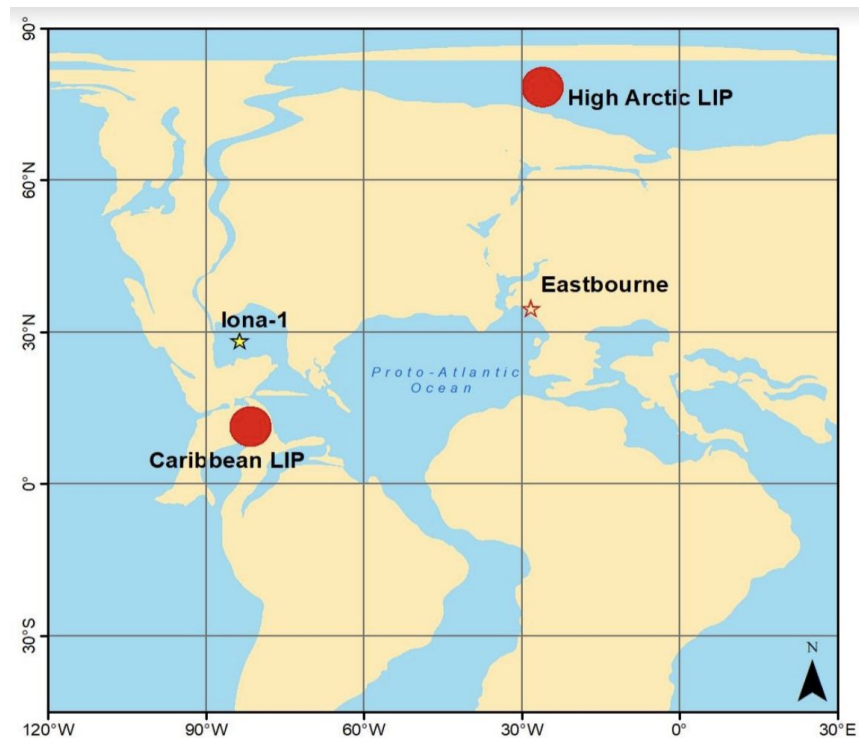 90°
High Arctic LIP
60°N
Eastbourne
Iona-1
30°N
Proto-Atlantic
Ocean
Caribbean LIP
0°
30°S
N
120°W 90°W 60°W 30°W 0° 30°E